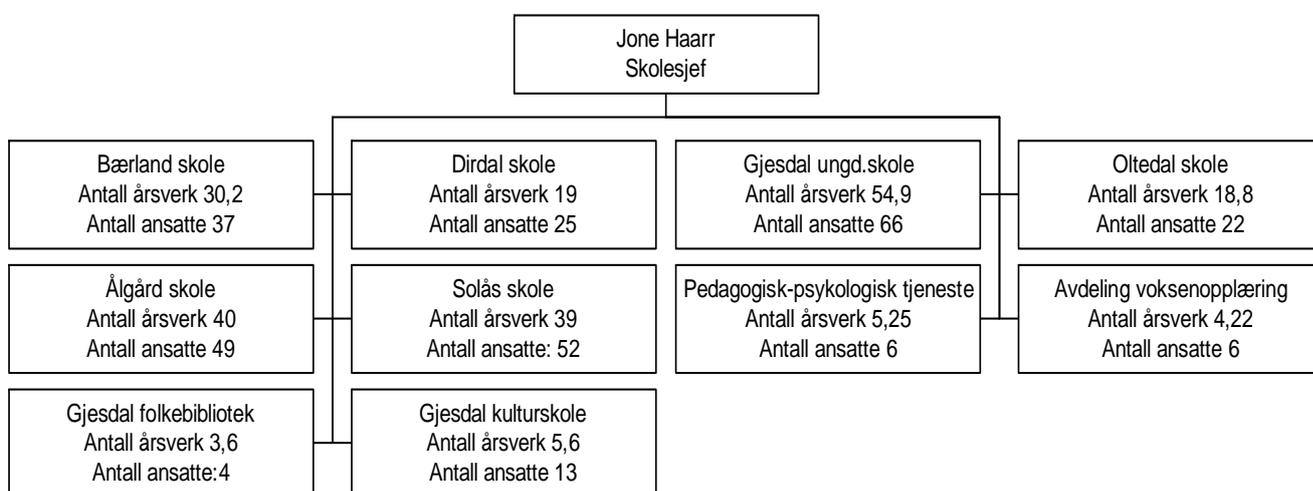 Jone Haarr
Skolesjef
Bærland skole
Antall årsverk 30,2
Antall ansatte 37
Dirdal skole
Antall årsverk 19
Antall ansatte 25
Gjesdal ungd.skole
Antall årsverk 54,9
Antall ansatte 66
Oltedal skole
Antall årsverk 18,8
Antall ansatte 22
Ålgård skole
Antall årsverk 40
Antall ansatte 49
Solås skole
Antall årsverk 39
Antall ansatte: 52
Pedagogisk-psykologisk tjeneste
Antall årsverk 5,25
Antall ansatte 6
Avdeling voksenopplæring
Antall årsverk 4,22
Antall ansatte 6
Gjesdal folkebibliotek
Antall årsverk 3,6
Antall ansatte:4
Gjesdal kulturskole
Antall årsverk 5,6
Antall ansatte 13